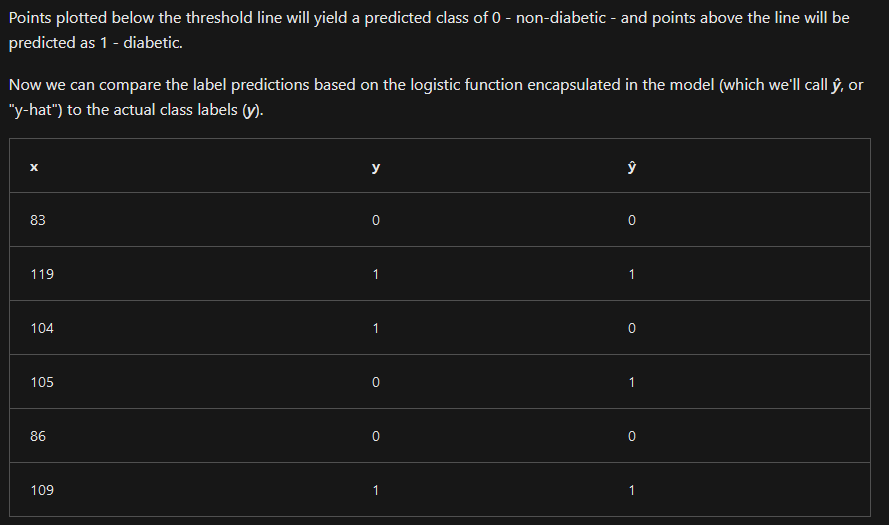 Points plotted below the threshold line will yield a predicted class of 0 - non-diabetic - and points above the line will be
predicted as 1 - diabetic.
Now we can compare the label predictions based on the logistic function encapsulated in the model (which we'll call ŷ, or
"y-hat") to the actual class labels (y).
x y ŷ
83 0 0
119 1 1
104 1 0
105 0 1
86 0 0
109 1 1